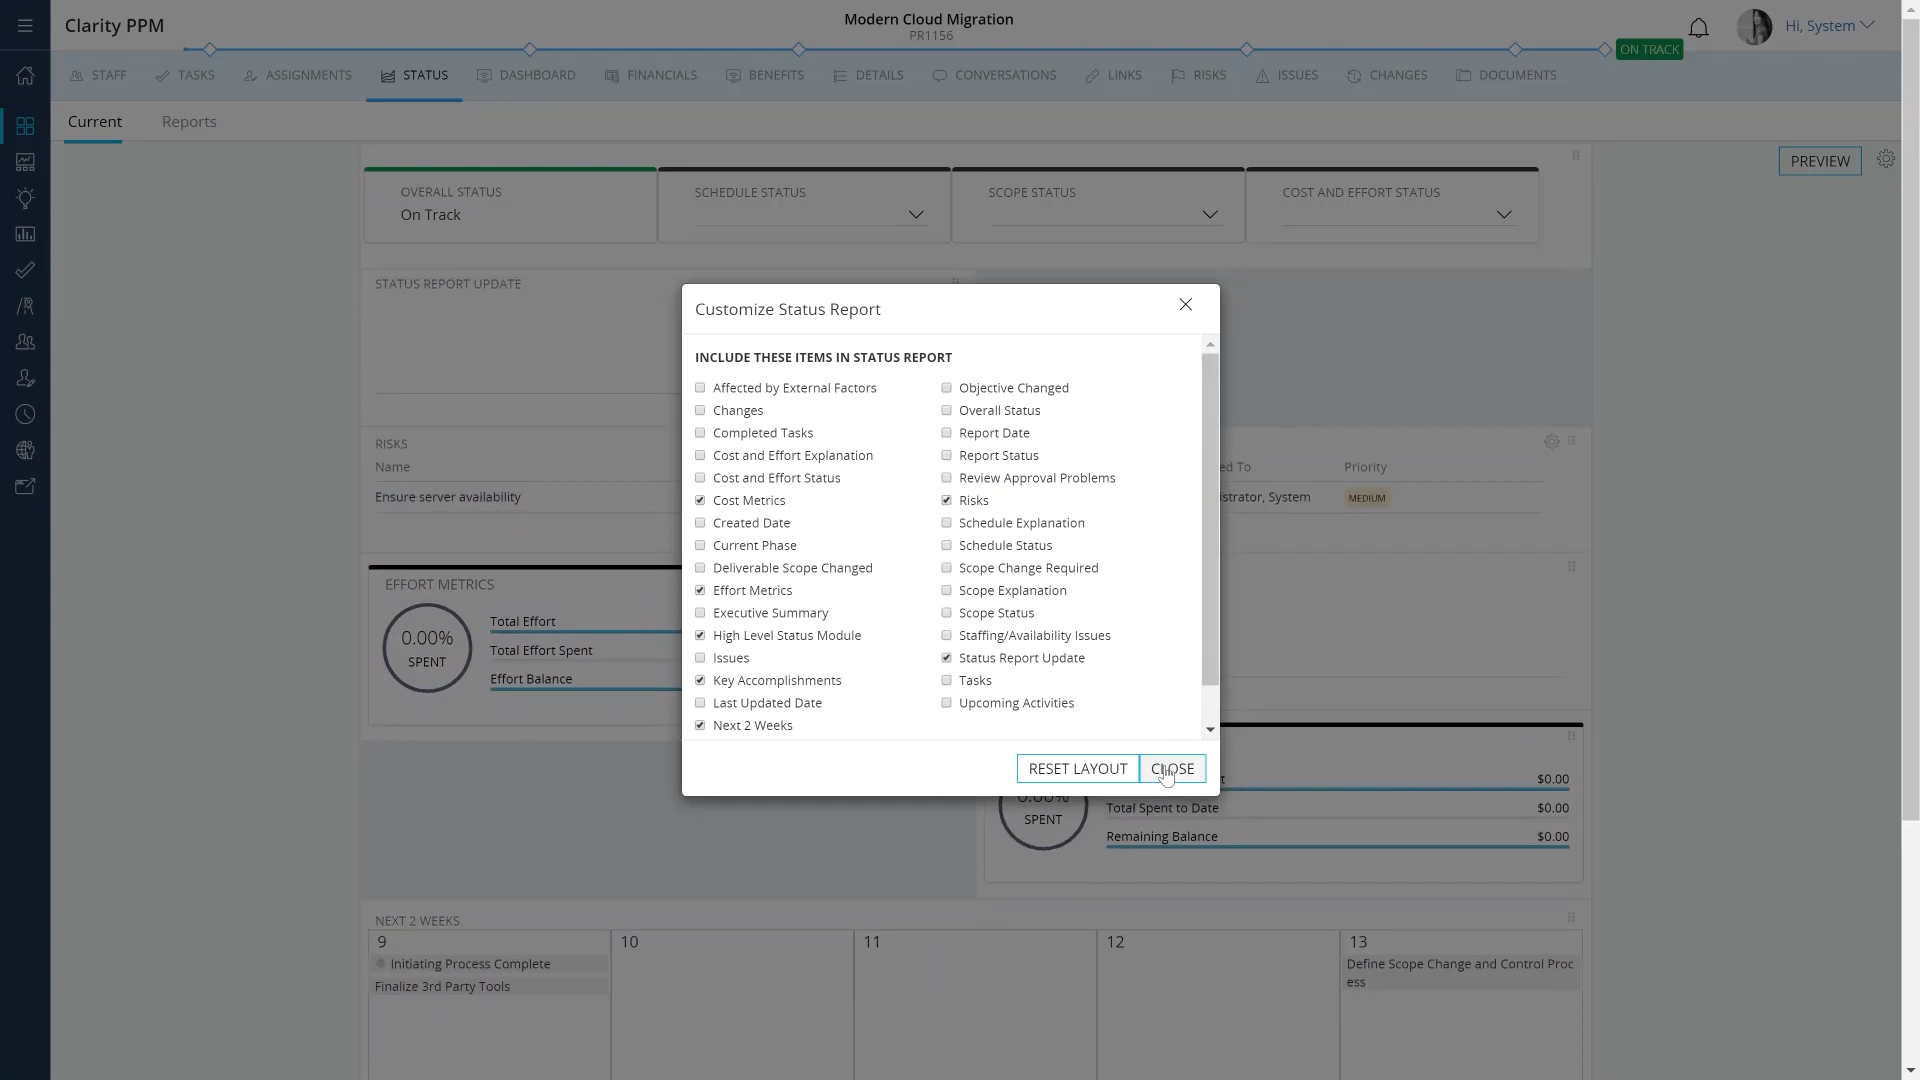 Clarity PPM
Modern Cloud Migration
PR1156
Hi, System
ON TRACK
STAFF
TASKS
ASSIGNMENTS
STATUS
DASHBOARD
FINANCIALS
BENEFITS
DETAILS
CONVERSATIONS
LINKS
RISKS
ISSUES
CHANGES
DOCUMENTS
Current
Reports
PREVIEW
OVERALL STATUS
On Track
SCHEDULE STATUS
SCOPE STATUS
COST AND EFFORT STATUS
STATUS REPORT UPDATE
Customize Status Report
INCLUDE THESE ITEMS IN STATUS REPORT
Affected by External Factors
Changes
Completed Tasks
Cost and Effort Explanation
Cost and Effort Status
Cost Metrics
Created Date
Current Phase
Deliverable Scope Changed
Effort Metrics
Executive Summary
High Level Status Module
Issues
Key Accomplishments
Last Updated Date
Next 2 Weeks
Objective Changed
Overall Status
Report Date
Report Status
Review Approval Problems
Risks
Schedule Explanation
Schedule Status
Scope Change Required
Scope Explanation
Scope Status
Staffing/Availability Issues
Status Report Update
Tasks
Upcoming Activities
RESET LAYOUT
CLOSE
RISKS
Name
ed To
Priority
Ensure server availability
istrator, System
MEDIUM
EFFORT METRICS
0.00%
SPENT
Total Effort
Total Effort Spent
Effort Balance
0.00%
SPENT
t
$0.00
Total Spent to Date
$0.00
Remaining Balance
$0.00
NEXT 2 WEEKS
9
10
11
12
13
Initiating Process Complete
Finalize 3rd Party Tools
Define Scope Change and Control Proc
ess